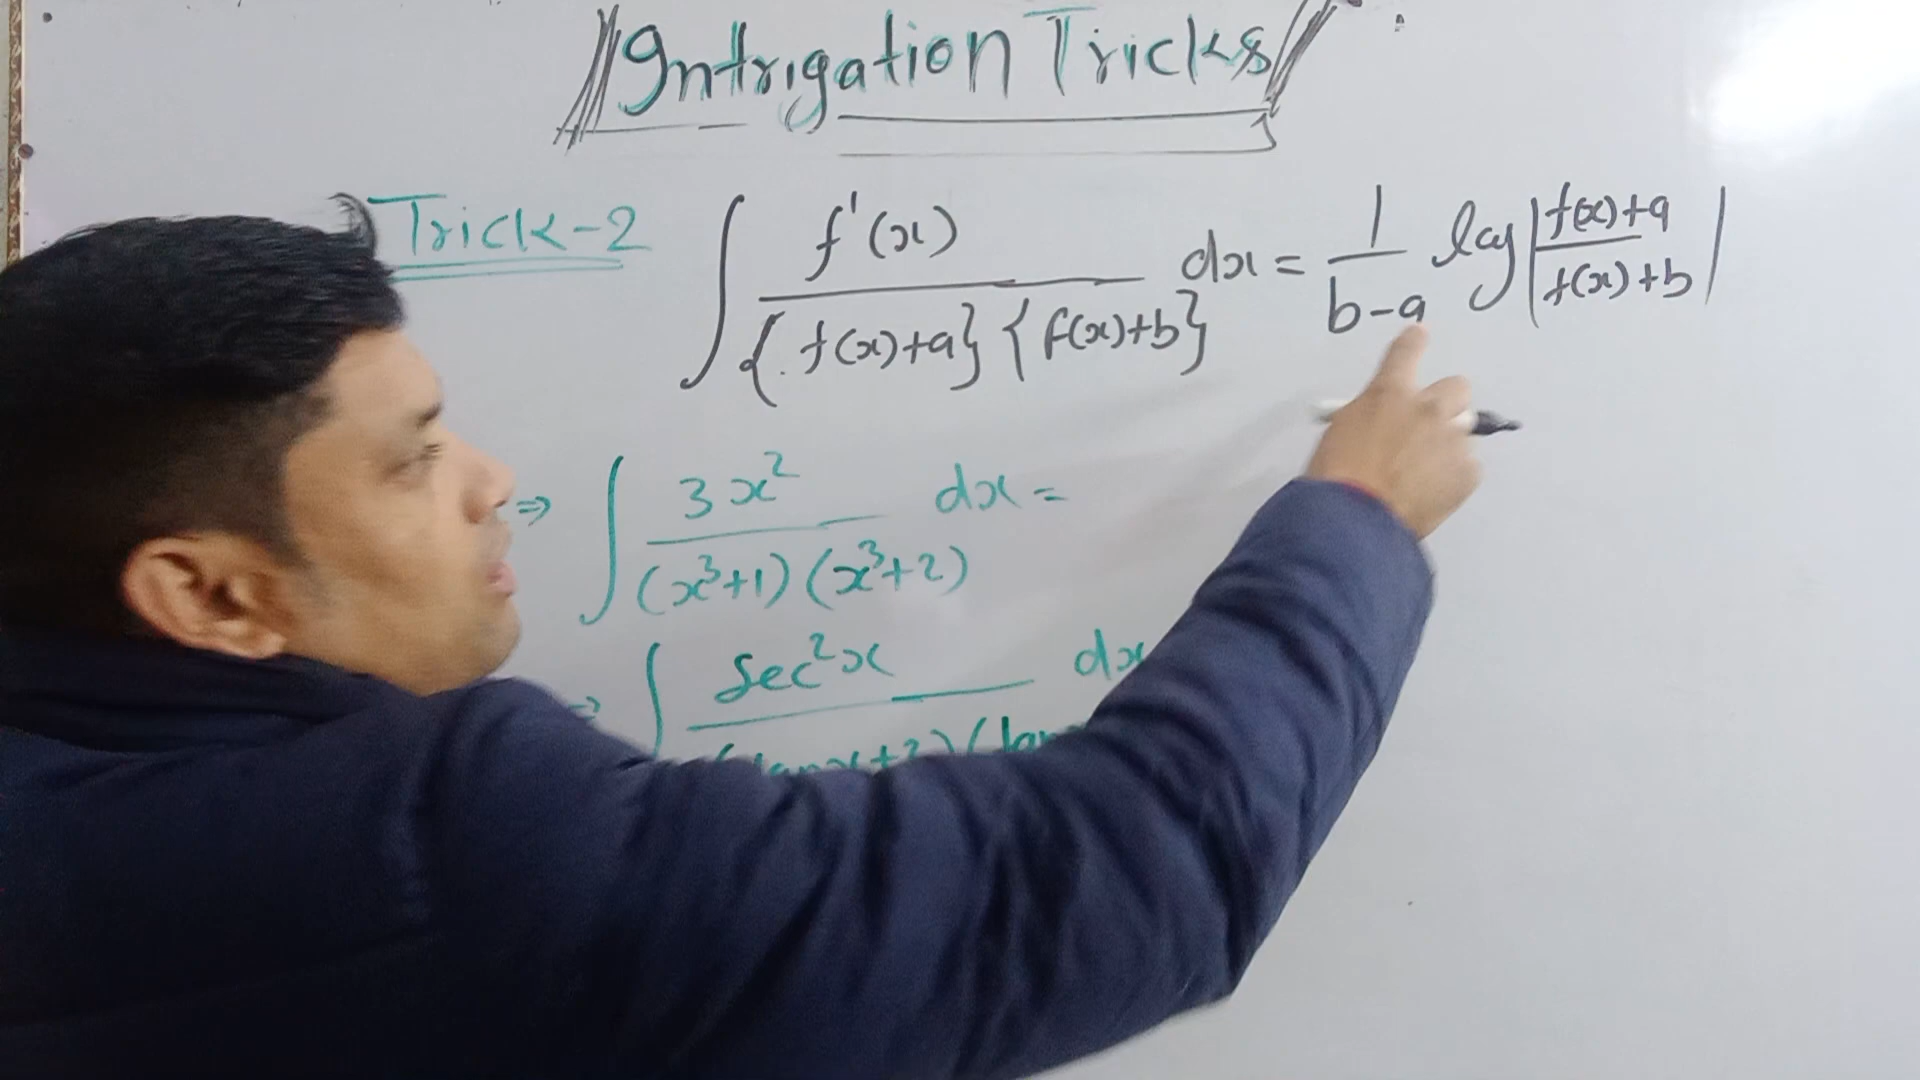 Intrigation Tricks
Trick-2 ∫ f'(x) / {f(x)+a} {f(x)+b} dx = 1/(b-a) log |(f(x)+a)/(f(x)+b)|
⇒ ∫ 3x² / (x³+1) (x³+2) dx =
⇒ ∫ sec²x / (tanx+2) (tan dx